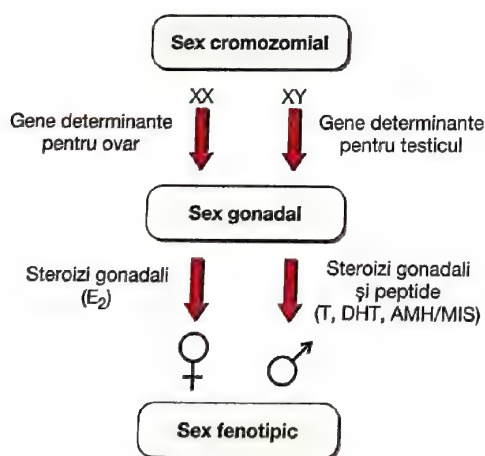 Sex cromozomial
XX XY
Gene determinante
pentru ovar
Gene determinante
pentru testicul
Sex gonadal
Steroizi gonadali
(E₂)
Steroizi gonadali
și peptide
(T, DHT, AMH/MIS)
Sex fenotipic